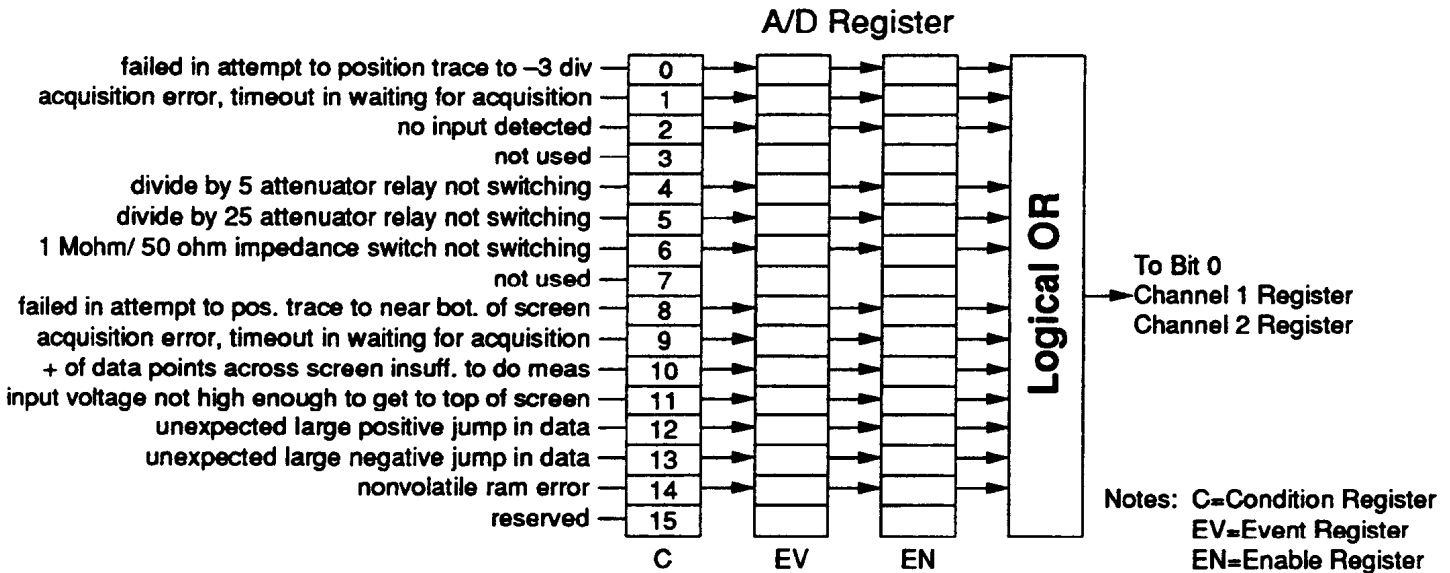 A/D Register
failed in attempt to position trace to –3 div 0
acquisition error, timeout in waiting for acquisition 1
no input detected 2
not used 3
divide by 5 attenuator relay not switching 4
divide by 25 attenuator relay not switching 5
1 Mohm/ 50 ohm impedance switch not switching 6
not used 7
failed in attempt to pos. trace to near bot. of screen 8
acquisition error, timeout in waiting for acquisition 9
+ of data points across screen insuff. to do meas 10
input voltage not high enough to get to top of screen 11
unexpected large positive jump in data 12
unexpected large negative jump in data 13
nonvolatile ram error 14
reserved 15
C EV EN
Logical OR
To Bit 0
Channel 1 Register
Channel 2 Register
Notes: C=Condition Register
EV=Event Register
EN=Enable Register